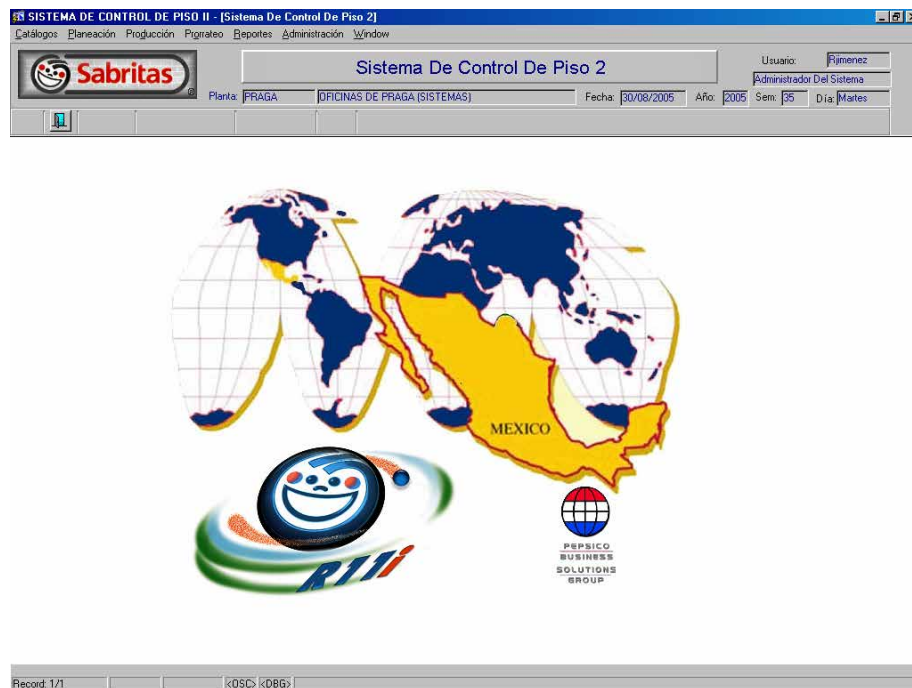 SISTEMA DE CONTROL DE PISO II - [Sistema De Control De Piso 2]
Catálogos Planeación Producción Prorrateo Reportes Administración Window
Sabritas
Sistema De Control De Piso 2
Usuario: Rjimenez
Administrador Del Sistema
Planta: PRAGA OFICINAS DE PRAGA (SISTEMAS) Fecha: 30/08/2005 Año: 2005 Sem: 35 Día: Martes
MEXICO
R11i
PEPSICO
BUSINESS
SOLUTIONS
GROUP
Record: 1/1 <OSC> <DBG>